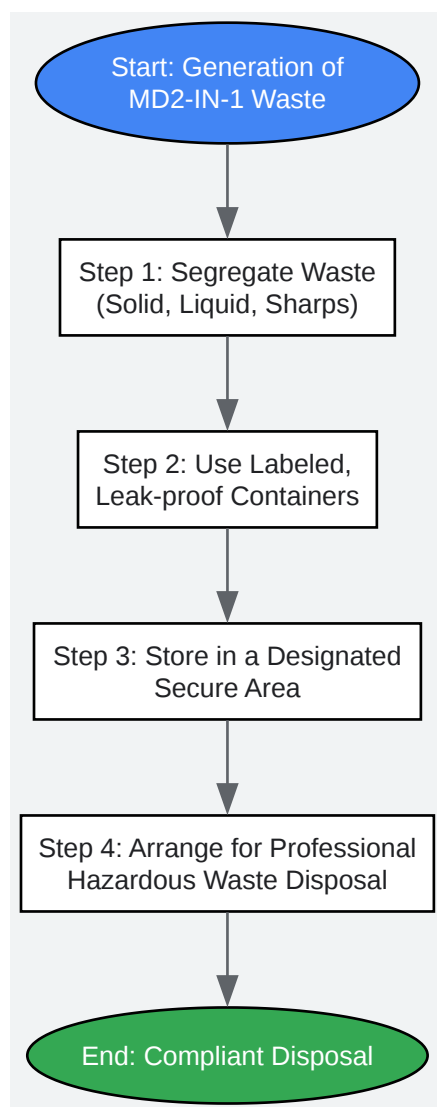 Start: Generation of
MD2-IN-1 Waste
Step 1: Segregate Waste
(Solid, Liquid, Sharps)
Step 2: Use Labeled,
Leak-proof Containers
Step 3: Store in a Designated
Secure Area
Step 4: Arrange for Professional
Hazardous Waste Disposal
End: Compliant Disposal